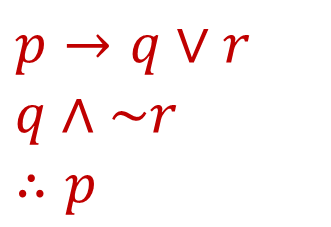 p → q ∨ r
q ∧ ~r
∴ p